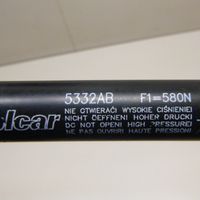 5332AB F1=580N
lcar
NIE OTWIERAĆ! WYSOKIE CIŚNIENIE
NICHT ÖFFNEN! HOHER DRUCK!
DO NOT OPEN! HIGH PRESSURE!
NE PAS OUVRIR! HAUTE PRESSION!